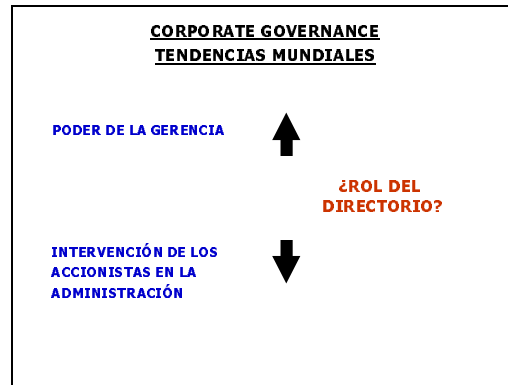 CORPORATE GOVERNANCE
TENDENCIAS MUNDIALES
PODER DE LA GERENCIA
¿ROL DEL
DIRECTORIO?
INTERVENCIÓN DE LOS
ACCIONISTAS EN LA
ADMINISTRACIÓN